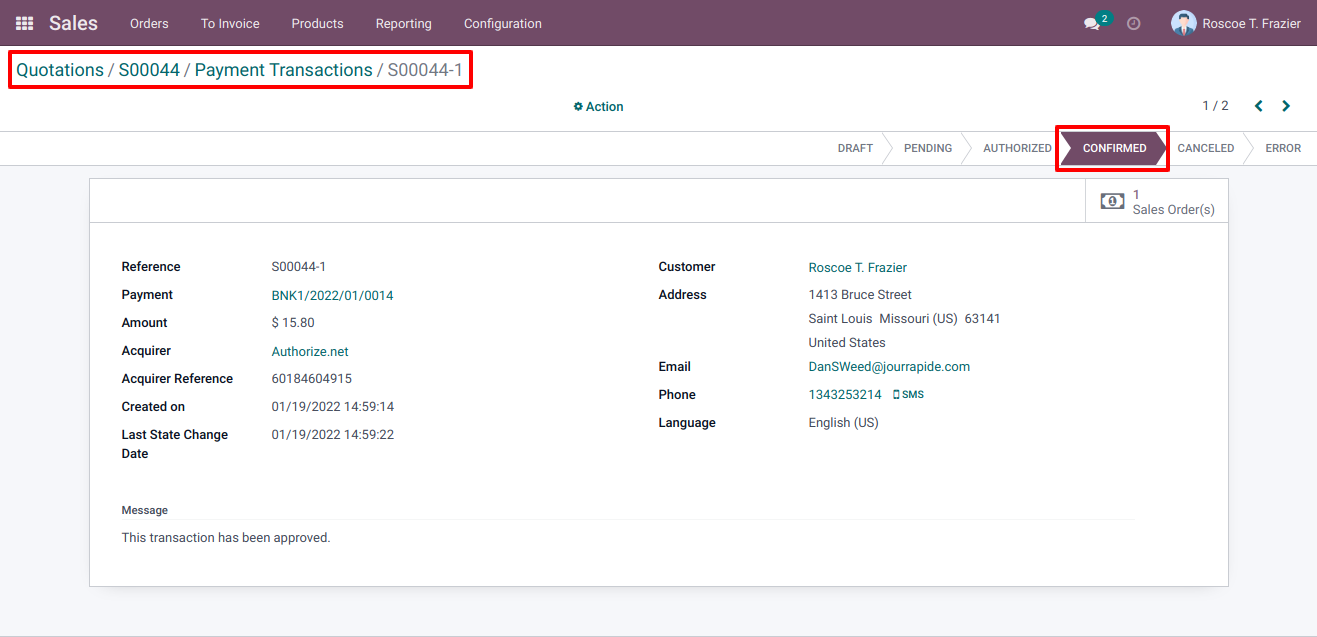 Sales Orders To Invoice Products Reporting Configuration 2 Roscoe T. Frazier
Quotations / S00044 / Payment Transactions / S00044-1
Action 1 / 2
DRAFT PENDING AUTHORIZED CONFIRMED CANCELED ERROR
1
Sales Order(s)
Reference S00044-1
Payment BNK1/2022/01/0014
Amount $ 15.80
Acquirer Authorize.net
Acquirer Reference 60184604915
Created on 01/19/2022 14:59:14
Last State Change 01/19/2022 14:59:22
Date
Customer Roscoe T. Frazier
Address 1413 Bruce Street
Saint Louis Missouri (US) 63141
United States
Email DanSWeed@jourrapide.com
Phone 1343253214 SMS
Language English (US)
Message
This transaction has been approved.